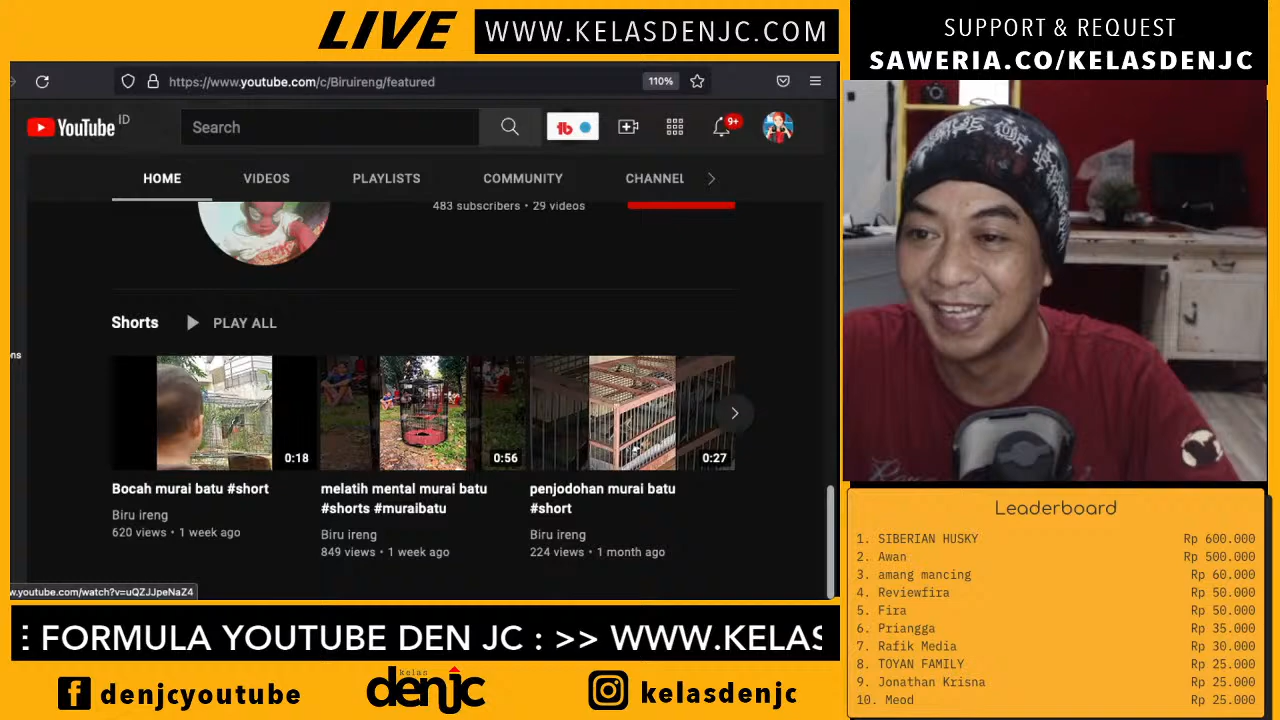 LIVE
WWW.KELASDENJC.COM
SUPPORT & REQUEST
SAWERIA.CO/KELASDENJC
https://www.youtube.com/c/Biruireng/featured
110%
YouTube ID
Search
9+
HOME
VIDEOS
PLAYLISTS
COMMUNITY
CHANNEL
483 subscribers • 29 videos
Shorts
PLAY ALL
ons
0:18
0:56
0:27
Bocah murai batu #short
Biru ireng
620 views • 1 week ago
melatih mental murai batu
#shorts #muraibatu
Biru ireng
849 views • 1 week ago
penjodohan murai batu
#short
Biru ireng
224 views • 1 month ago
w.youtube.com/watch?v=uQZJJpeNaZ4
Leaderboard
1. SIBERIAN HUSKY Rp 600.000
2. Awan Rp 500.000
3. amang mancing Rp 60.000
4. Reviewfira Rp 50.000
5. Fira Rp 50.000
6. Priangga Rp 35.000
7. Rafik Media Rp 30.000
8. TOYAN FAMILY Rp 25.000
9. Jonathan Krisna Rp 25.000
10. Meod Rp 25.000
: FORMULA YOUTUBE DEN JC : >> WWW.KELAS
denjcyoutube
kelas
denjc
kelasdenjc